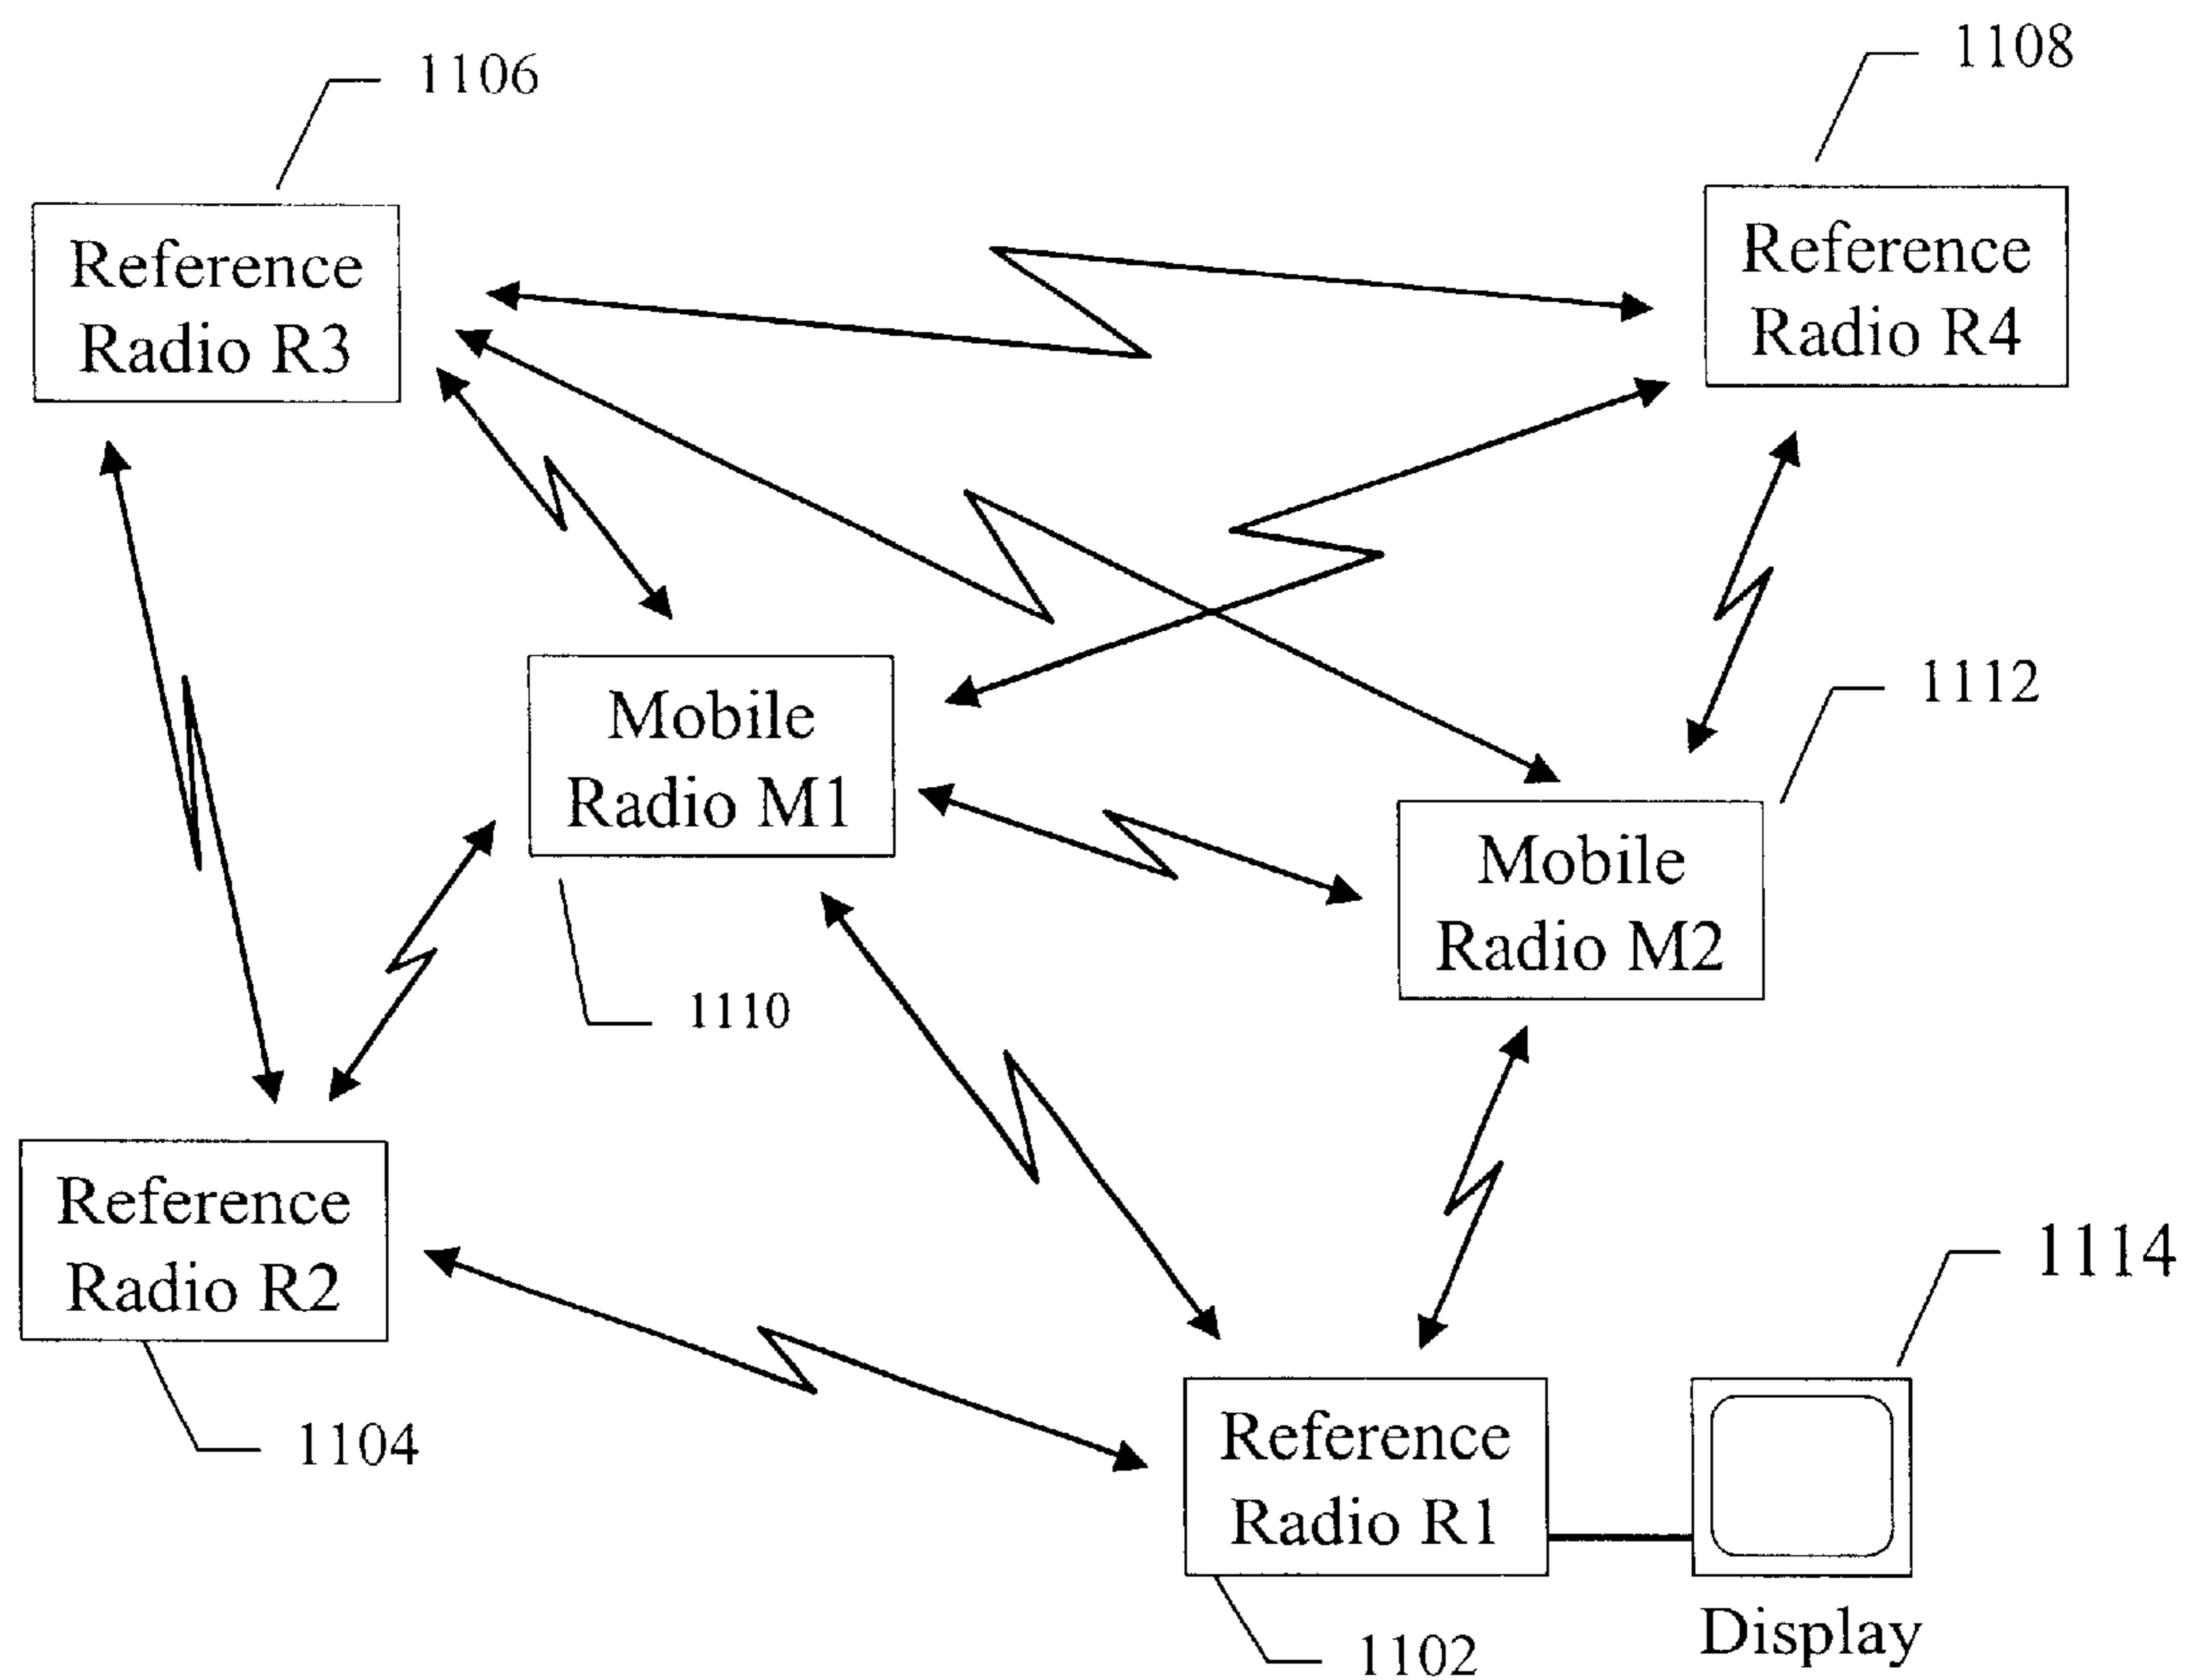 1106
1108
Reference
Radio R3
Reference
Radio R4
1112
Mobile
Radio M1
Mobile
Radio M2
1110
Reference
Radio R2
1114
1104
Reference
Radio R1
Display
1102